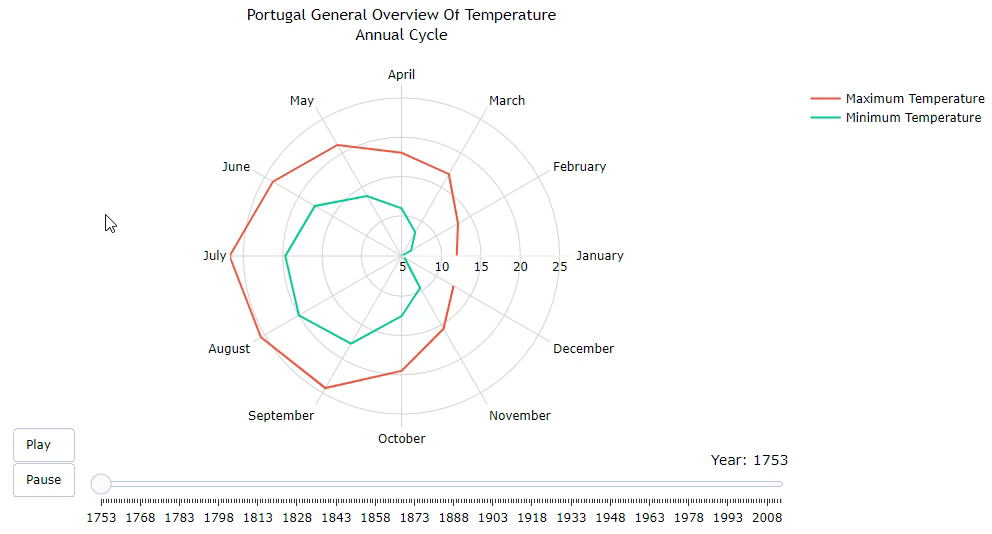 Portugal General Overview Of Temperature
Annual Cycle
April
May
March
Maximum Temperature
Minimum Temperature
June
February
July
5 10 15 20 25
January
August
December
September
November
October
Play
Pause
Year: 1753
1753 1768 1783 1798 1813 1828 1843 1858 1873 1888 1903 1918 1933 1948 1963 1978 1993 2008